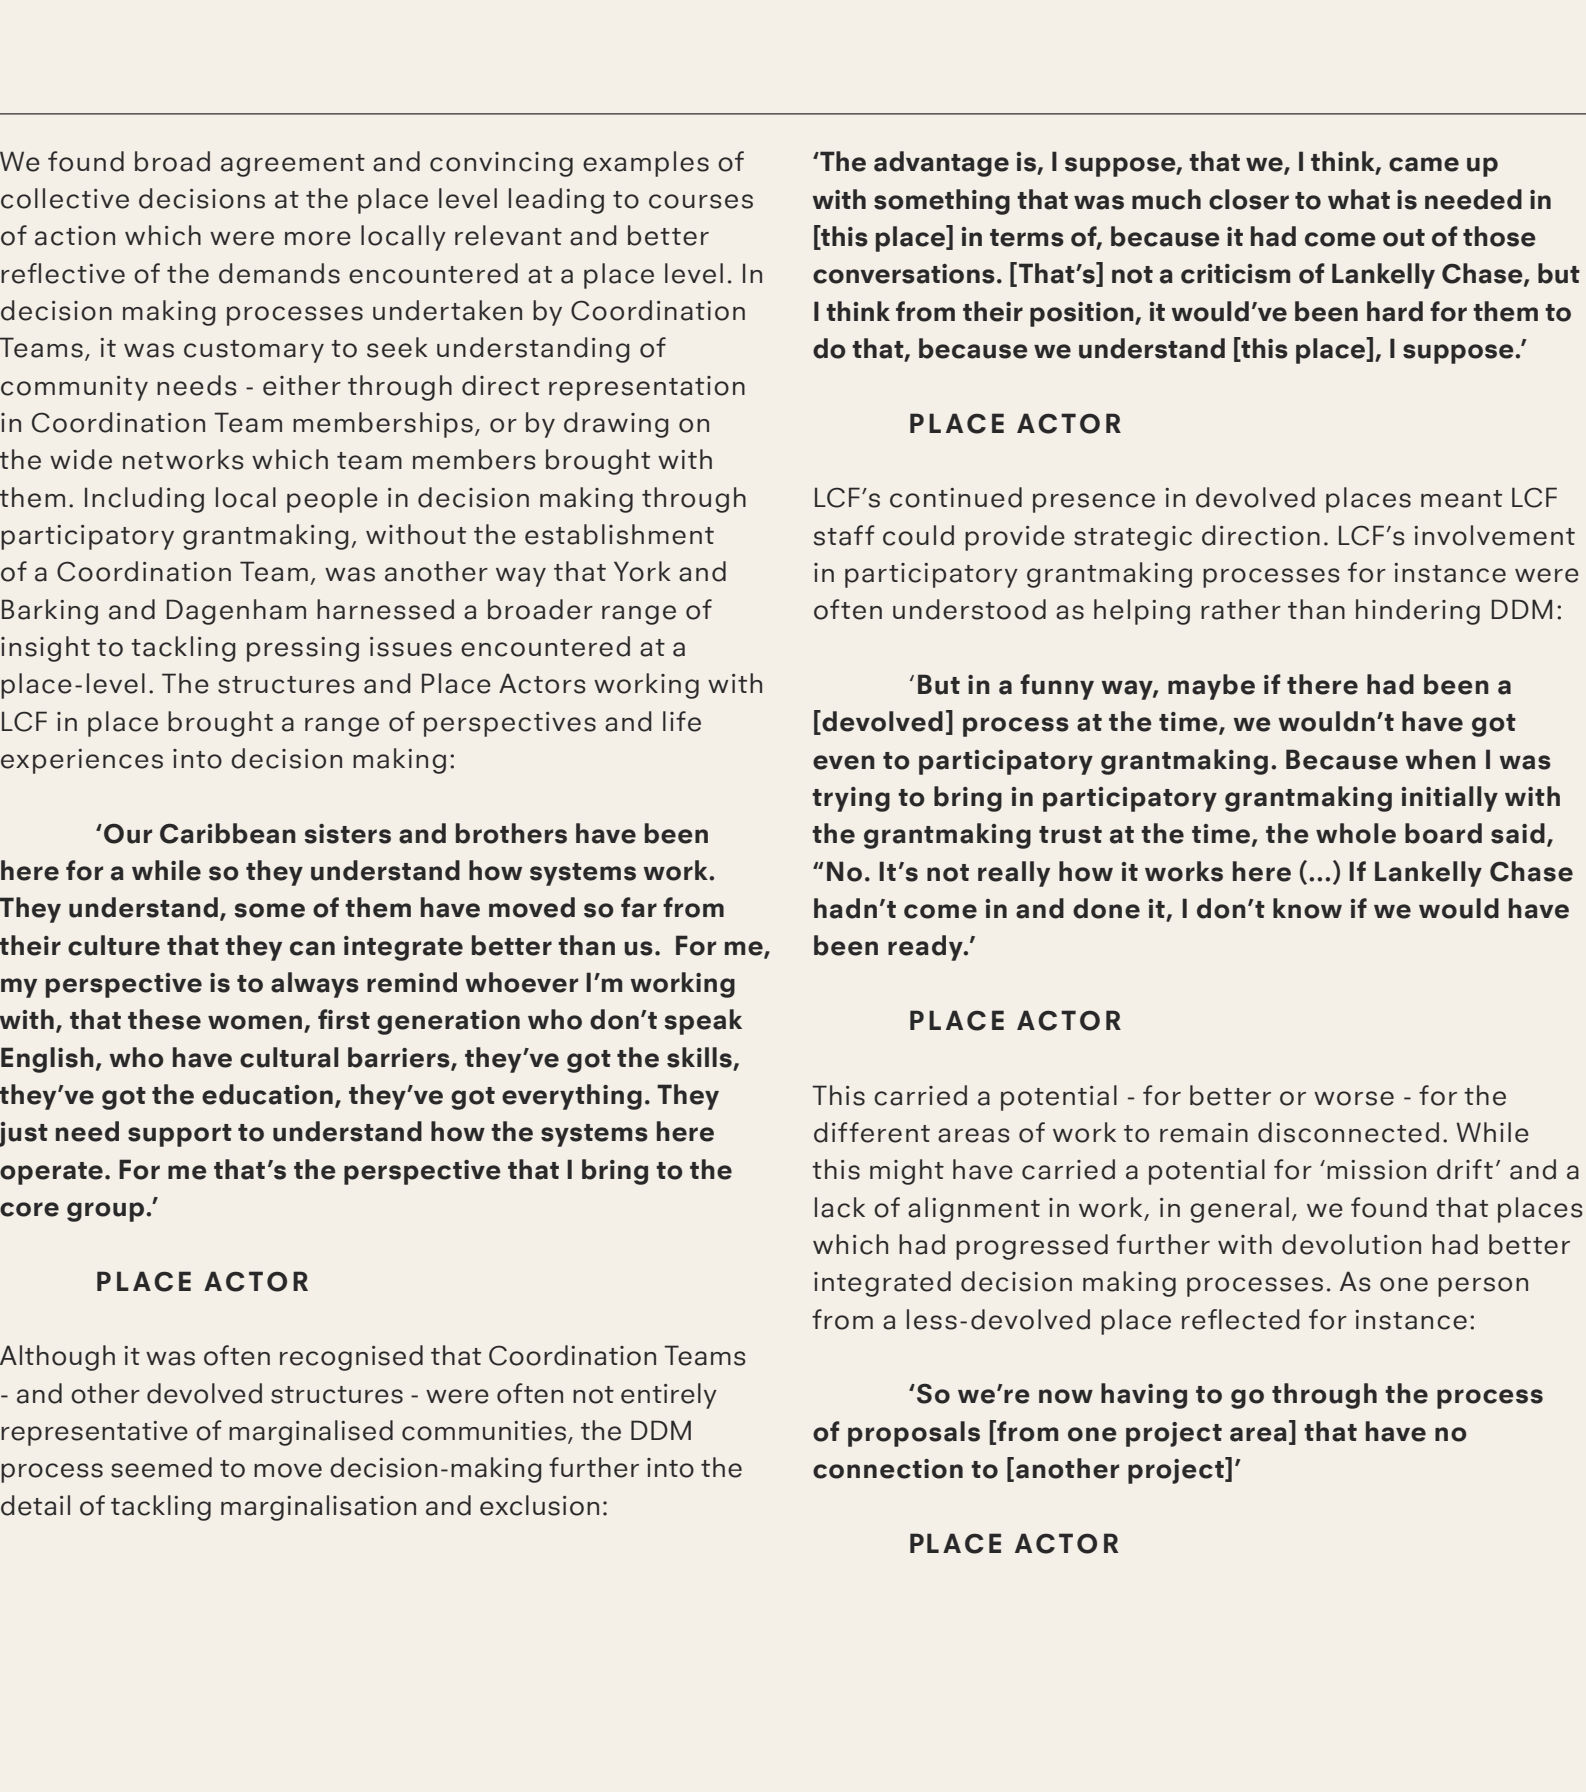 We found broad agreement and convincing examples of
collective decisions at the place level leading to courses
of action which were more locally relevant and better
reflective of the demands encountered at a place level. In
decision making processes undertaken by Coordination
Teams, it was customary to seek understanding of
community needs - either through direct representation
in Coordination Team memberships, or by drawing on
the wide networks which team members brought with
them. Including local people in decision making through
participatory grantmaking, without the establishment
of a Coordination Team, was another way that York and
Barking and Dagenham harnessed a broader range of
insight to tackling pressing issues encountered at a
place-level. The structures and Place Actors working with
LCF in place brought a range of perspectives and life
experiences into decision making:
‘Our Caribbean sisters and brothers have been
here for a while so they understand how systems work.
They understand, some of them have moved so far from
their culture that they can integrate better than us.  For me,
my perspective is to always remind whoever I’m working
with, that these women, first generation who don’t speak
English, who have cultural barriers, they’ve got the skills,
they’ve got the education, they’ve got everything. They
just need support to understand how the systems here
operate. For me that’s the perspective that I bring to the
core group.’
PLACE ACTOR
Although it was often recognised that Coordination Teams
- and other devolved structures - were often not entirely
representative of marginalised communities, the DDM
process seemed to move decision-making further into the
detail of tackling marginalisation and exclusion:
‘The advantage is, I suppose, that we, I think, came up
with something that was much closer to what is needed in
[this place] in terms of, because it had come out of those
conversations. [That’s] not a criticism of Lankelly Chase, but
I think from their position, it would’ve been hard for them to
do that, because we understand [this place], I suppose.’
PLACE ACTOR
LCF’s continued presence in devolved places meant LCF
staff could provide strategic direction. LCF’s involvement
in participatory grantmaking processes for instance were
often understood as helping rather than hindering DDM:
‘But in a funny way, maybe if there had been a
[devolved] process at the time, we wouldn’t have got
even to participatory grantmaking. Because when I was
trying to bring in participatory grantmaking initially with
the grantmaking trust at the time, the whole board said,
“No. It’s not really how it works here (...) If Lankelly Chase
hadn’t come in and done it, I don’t know if we would have
been ready.’
PLACE ACTOR
This carried a potential - for better or worse - for the
different areas of work to remain disconnected. While
this might have carried a potential for ‘mission drift’ and a
lack of alignment in work, in general, we found that places
which had progressed further with devolution had better
integrated decision making processes. As one person
from a less-devolved place reflected for instance:
‘So we’re now having to go through the process
of proposals [from one project area] that have no
connection to [another project]’
PLACE ACTOR